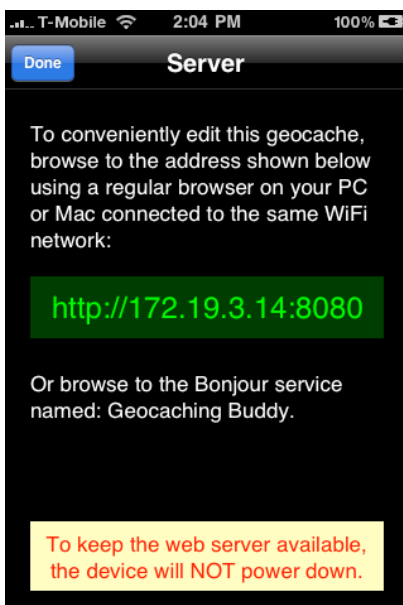 T-Mobile 2:04 PM 100%
Done Server
To conveniently edit this geocache,
browse to the address shown below
using a regular browser on your PC
or Mac connected to the same WiFi
network:
http://172.19.3.14:8080
Or browse to the Bonjour service
named: Geocaching Buddy.
To keep the web server available,
the device will NOT power down.